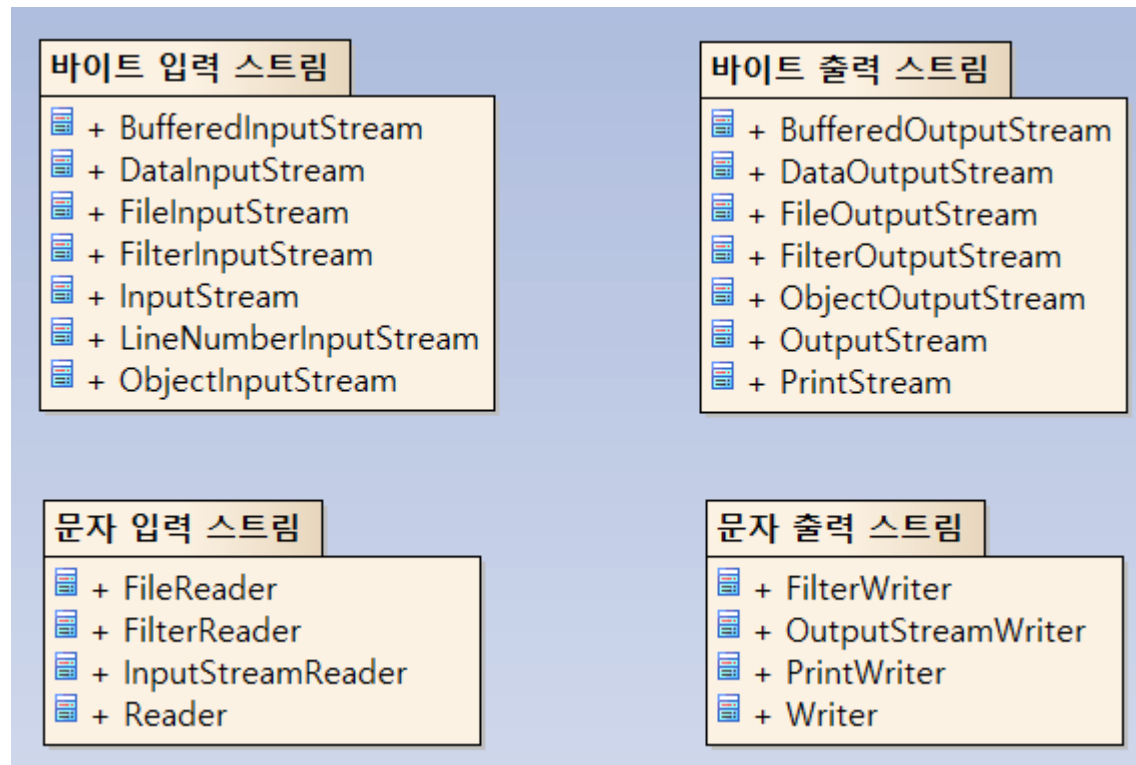 바이트 입력 스트림
+ BufferedInputStream
+ DataInputStream
+ FileInputStream
+ FilterInputStream
+ InputStream
+ LineNumberInputStream
+ ObjectInputStream
바이트 출력 스트림
+ BufferedOutputStream
+ DataOutputStream
+ FileOutputStream
+ FilterOutputStream
+ ObjectOutputStream
+ OutputStream
+ PrintStream
문자 입력 스트림
+ FileReader
+ FilterReader
+ InputStreamReader
+ Reader
문자 출력 스트림
+ FilterWriter
+ OutputStreamWriter
+ PrintWriter
+ Writer